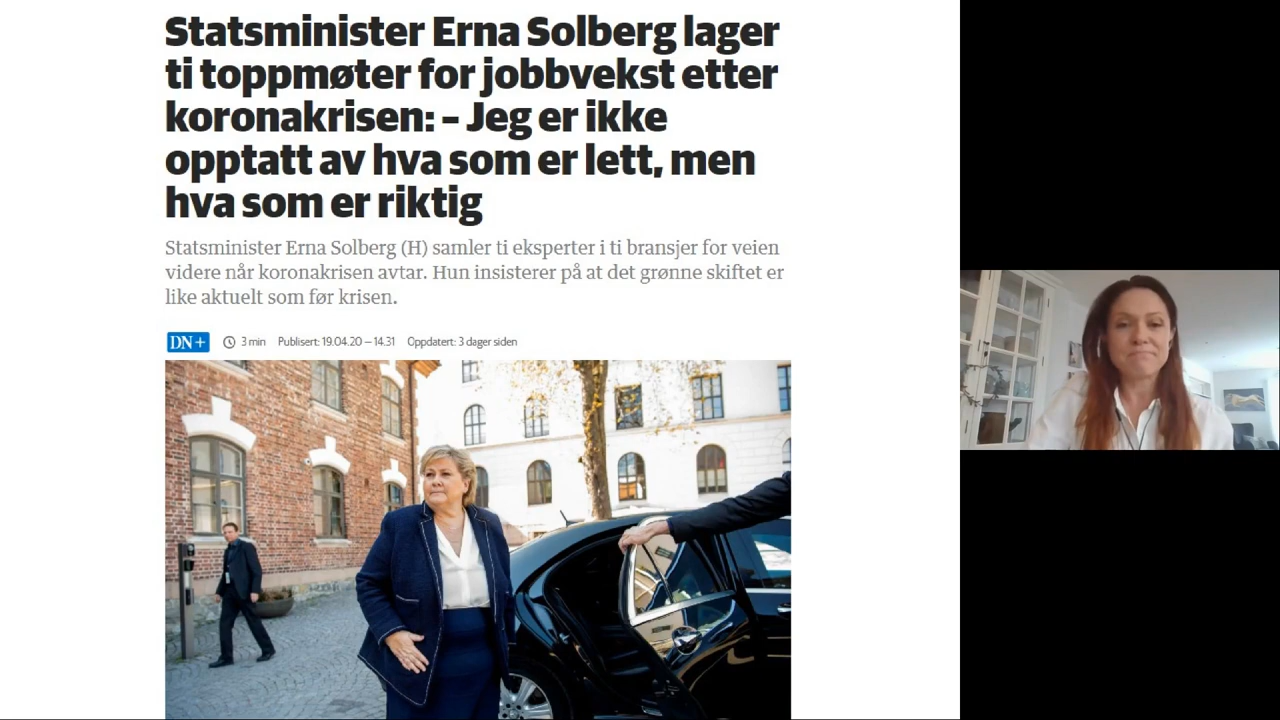 Statsminister Erna Solberg lager
ti toppmøter for jobbvekst etter
koronakrisen: – Jeg er ikke
opptatt av hva som er lett, men
hva som er riktig
Statsminister Erna Solberg (H) samler ti eksperter i ti bransjer for veien
videre når koronakrisen avtar. Hun insisterer på at det grønne skiftet er
like aktuelt som før krisen.
DN+ 3 min Publisert: 19.04.20 – 14.31 Oppdatert: 3 dager siden